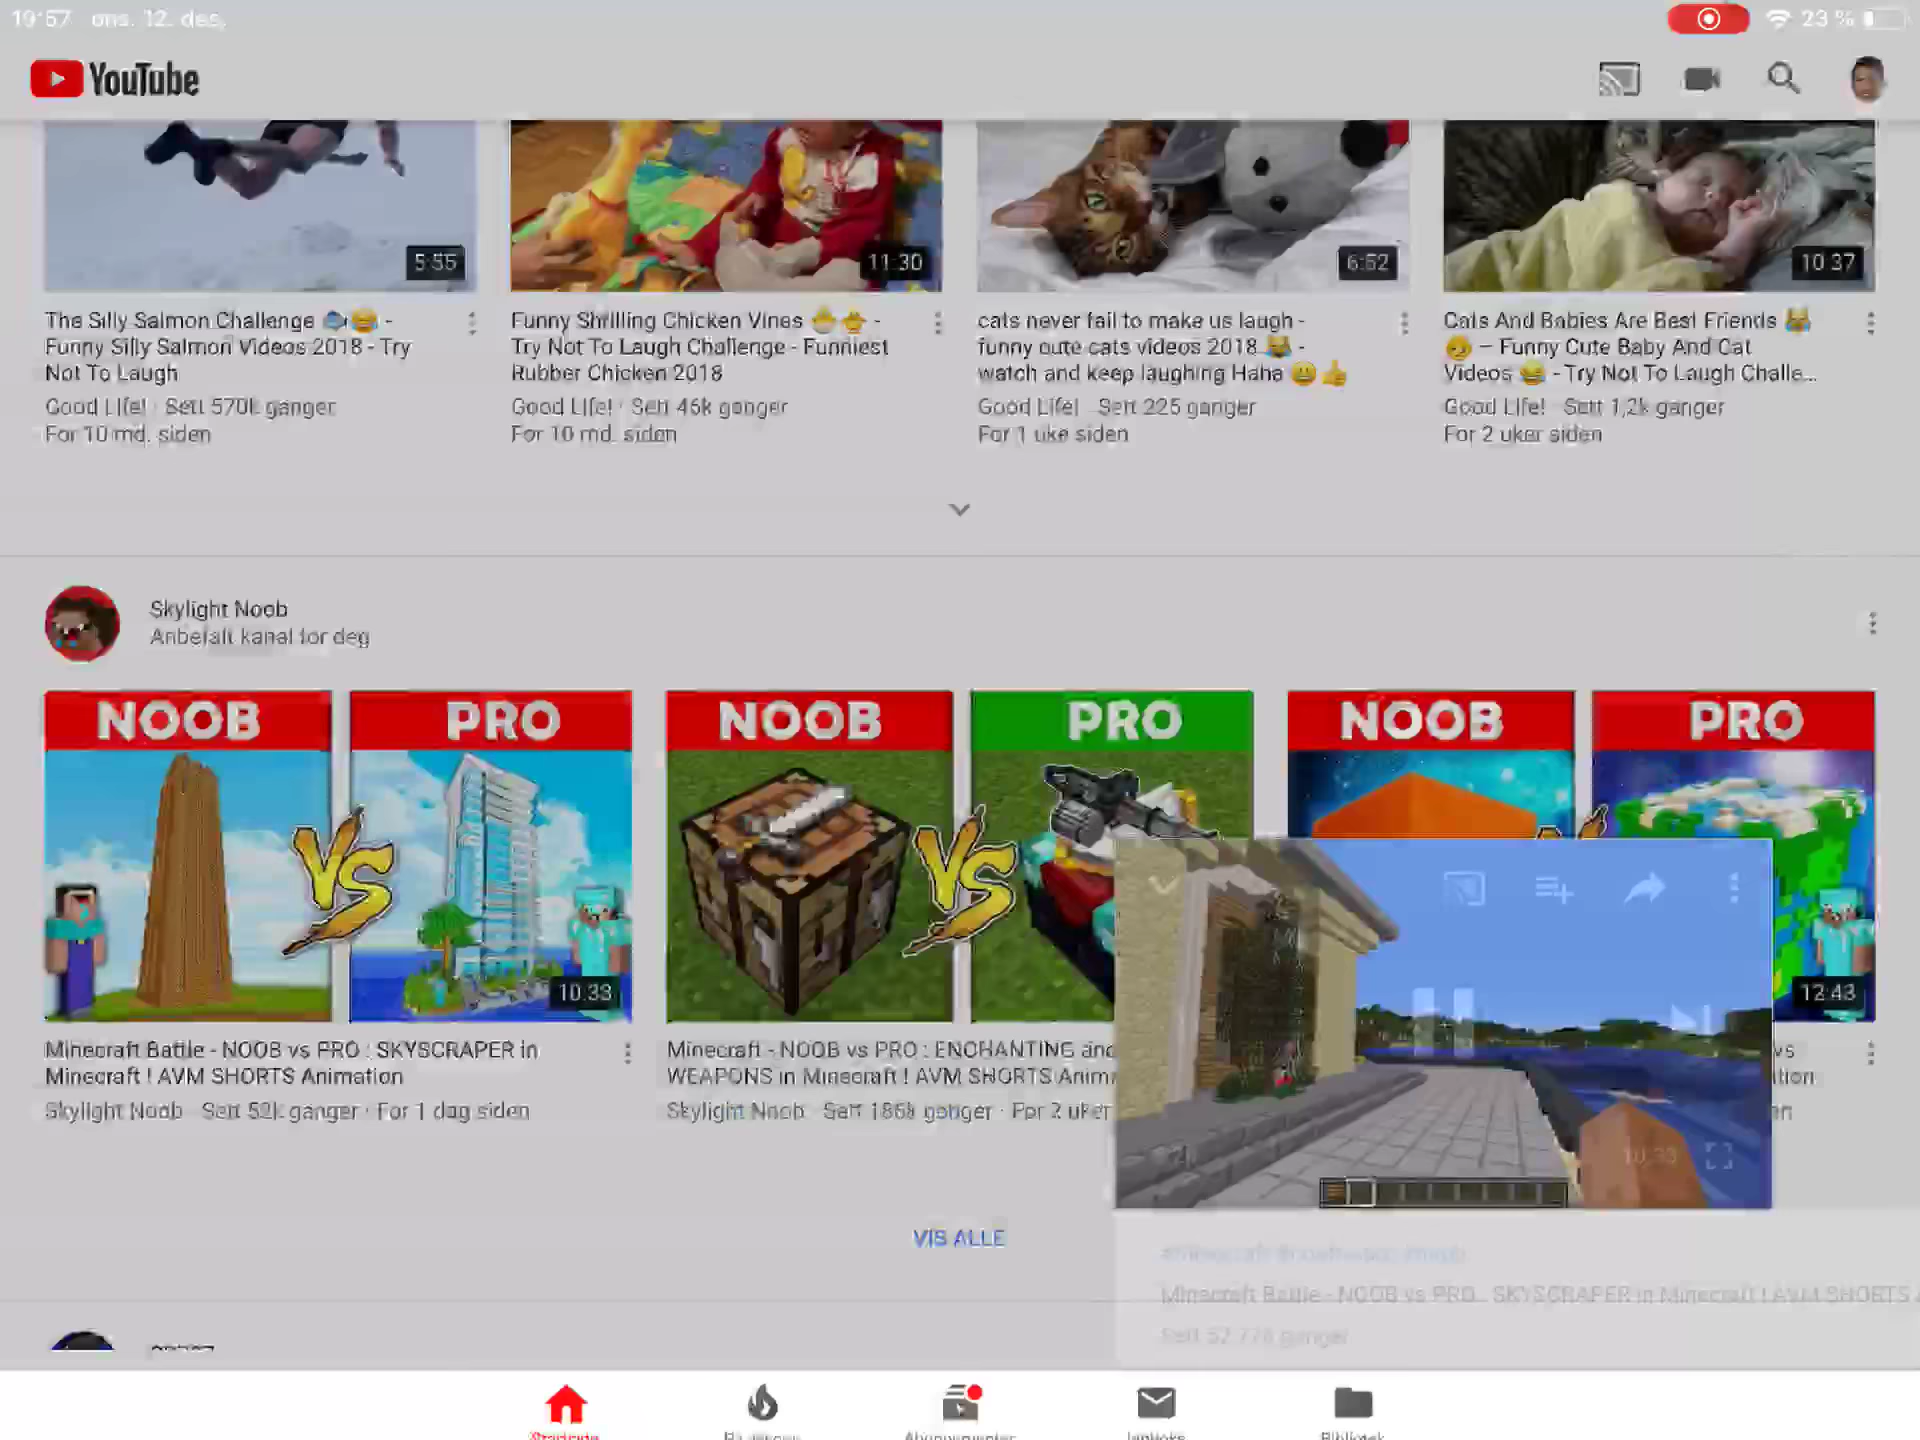 19:57 ons. 12. des.
23 %
YouTube
5:55
11:30
6:52
10:37
The Silly Salmon Challenge -
Funny Silly Salmon Videos 2018 - Try
Not To Laugh
Good Life! · Sett 570k ganger
For 10 md. siden
Funny Shrilling Chicken Vines -
Try Not To Laugh Challenge - Funniest
Rubber Chicken 2018
Good Life! · Sett 46k ganger
For 10 md. siden
cats never fail to make us laugh -
funny cute cats videos 2018 -
watch and keep laughing Haha
Good Life! · Sett 225 ganger
For 1 uke siden
Cats And Babies Are Best Friends
– Funny Cute Baby And Cat
Videos - Try Not To Laugh Challe...
Good Life! · Sett 1,2k ganger
For 2 uker siden
Skylight Noob
Anbefalt kanal for deg
NOOB PRO
VS
10:33
NOOB PRO
VS
NOOB PRO
12:43
Minecraft Battle - NOOB vs PRO : SKYSCRAPER in
Minecraft ! AVM SHORTS Animation
Skylight Noob · Sett 52k ganger · For 1 dag siden
Minecraft - NOOB vs PRO : ENCHANTING and
WEAPONS in Minecraft ! AVM SHORTS Anim
Skylight Noob · Sett 186k ganger · For 2 uker
vs
10:33
VIS ALLE
Minecraft Battle - NOOB vs PRO : SKYSCRAPER in Minecraft ! AVM SHORTS
Startside
Abonnementer
Innboks
Bibliotek